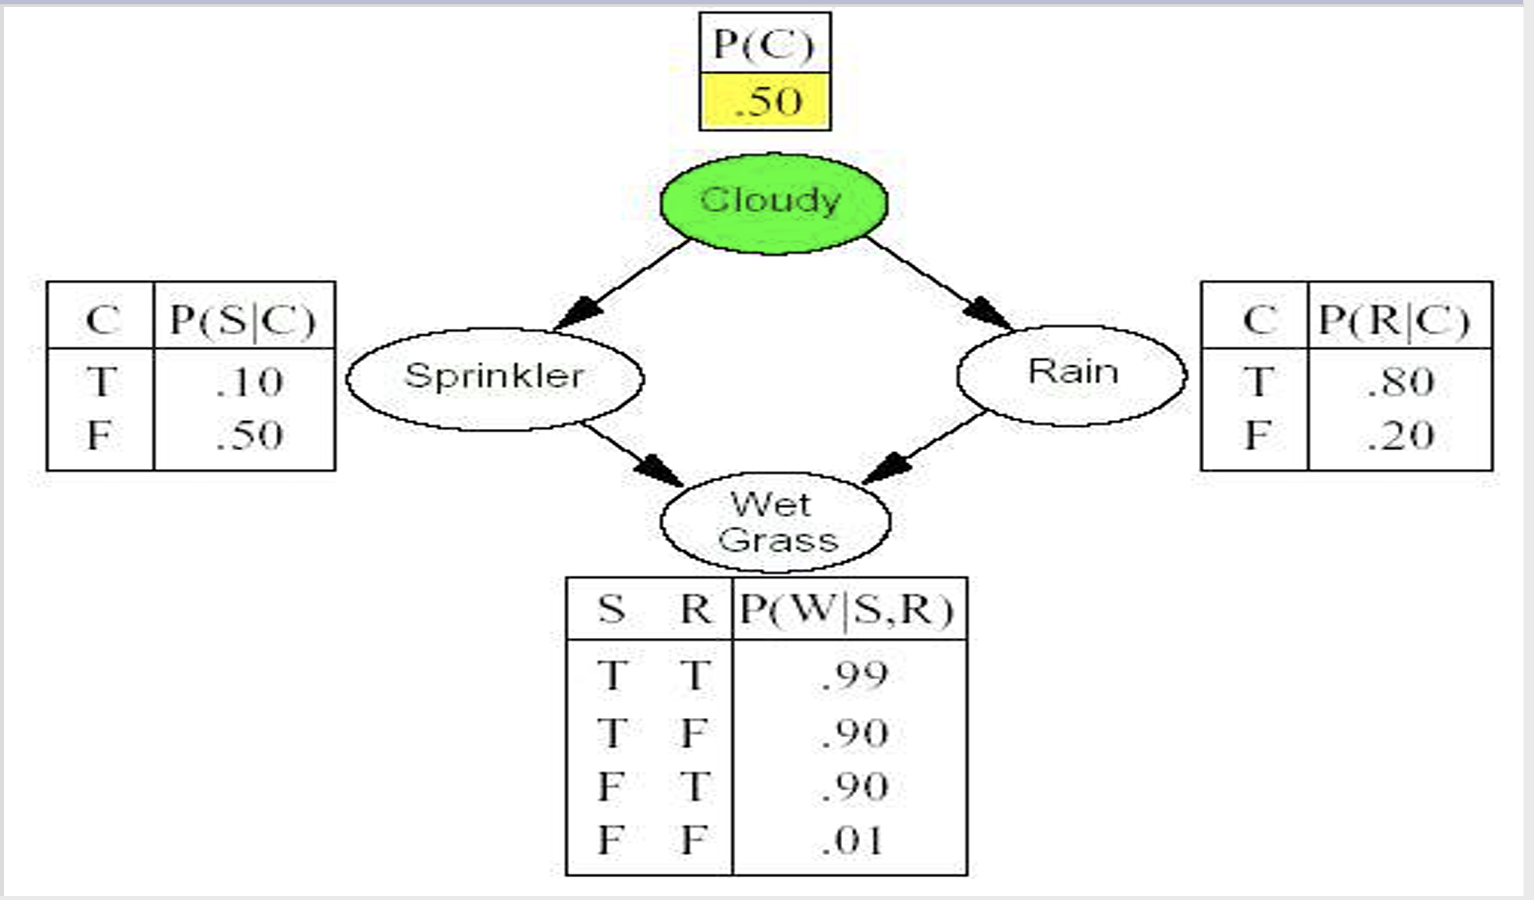 P(C)
.50
Cloudy
C P(S|C)
T .10
F .50
Sprinkler
Rain
C P(R|C)
T .80
F .20
Wet
Grass
S R P(W|S,R)
T T .99
T F .90
F T .90
F F .01